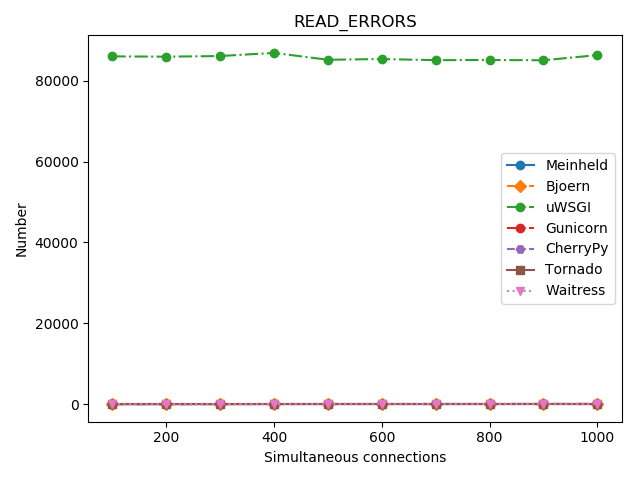 READ_ERRORS
80000
60000
40000
20000
0
Number
Meinheld
Bjoern
uWSGI
Gunicorn
CherryPy
Tornado
Waitress
200 400 600 800 1000
Simultaneous connections